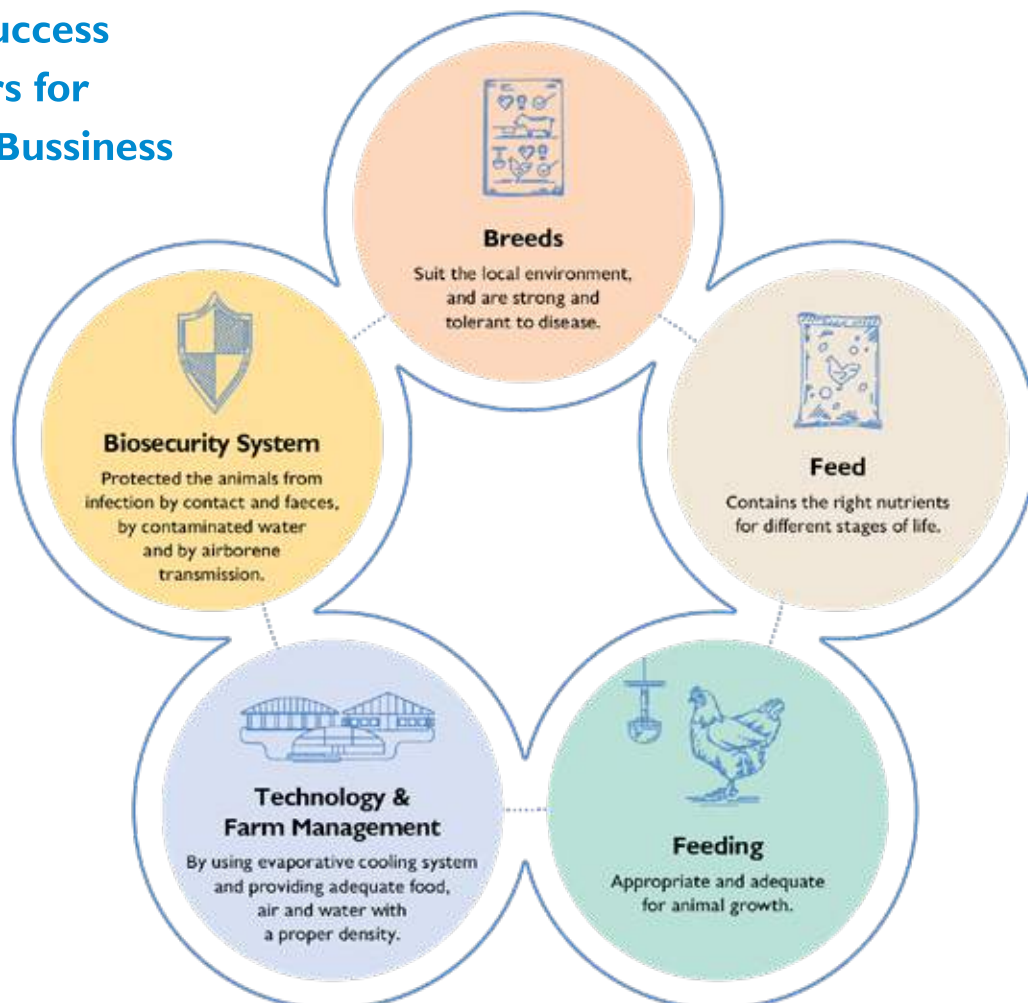 uccess
rs for
Bussiness
Breeds
Suit the local environment,
and are strong and
tolerant to disease.
Biosecurity System
Protected the animals from
infection by contact and faeces,
by contaminated water
and by airborene
transmission.
Feed
Contains the right nutrients
for different stages of life.
Technology &
Farm Management
By using evaporative cooling system
and providing adequate food,
air and water with
a proper density.
Feeding
Appropriate and adequate
for animal growth.